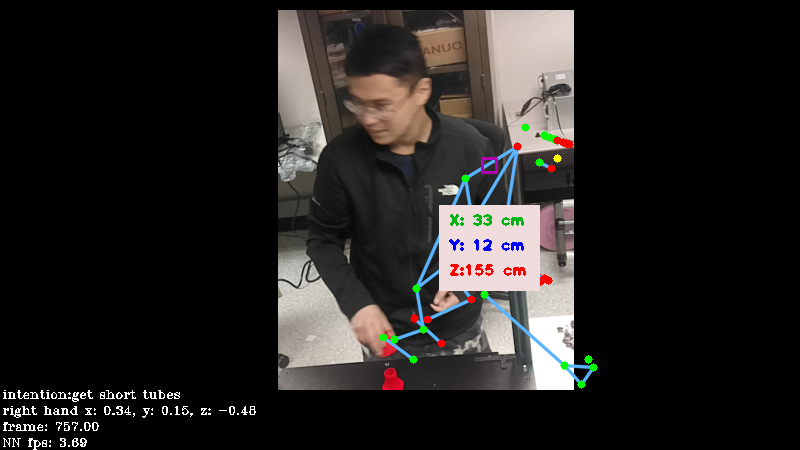 FANUC
X: 33 cm
Y: 12 cm
Z:155 cm
intention:get short tubes
right hand x: 0.34, y: 0.15, z: -0.48
frame: 757.00
NN fps: 3.69